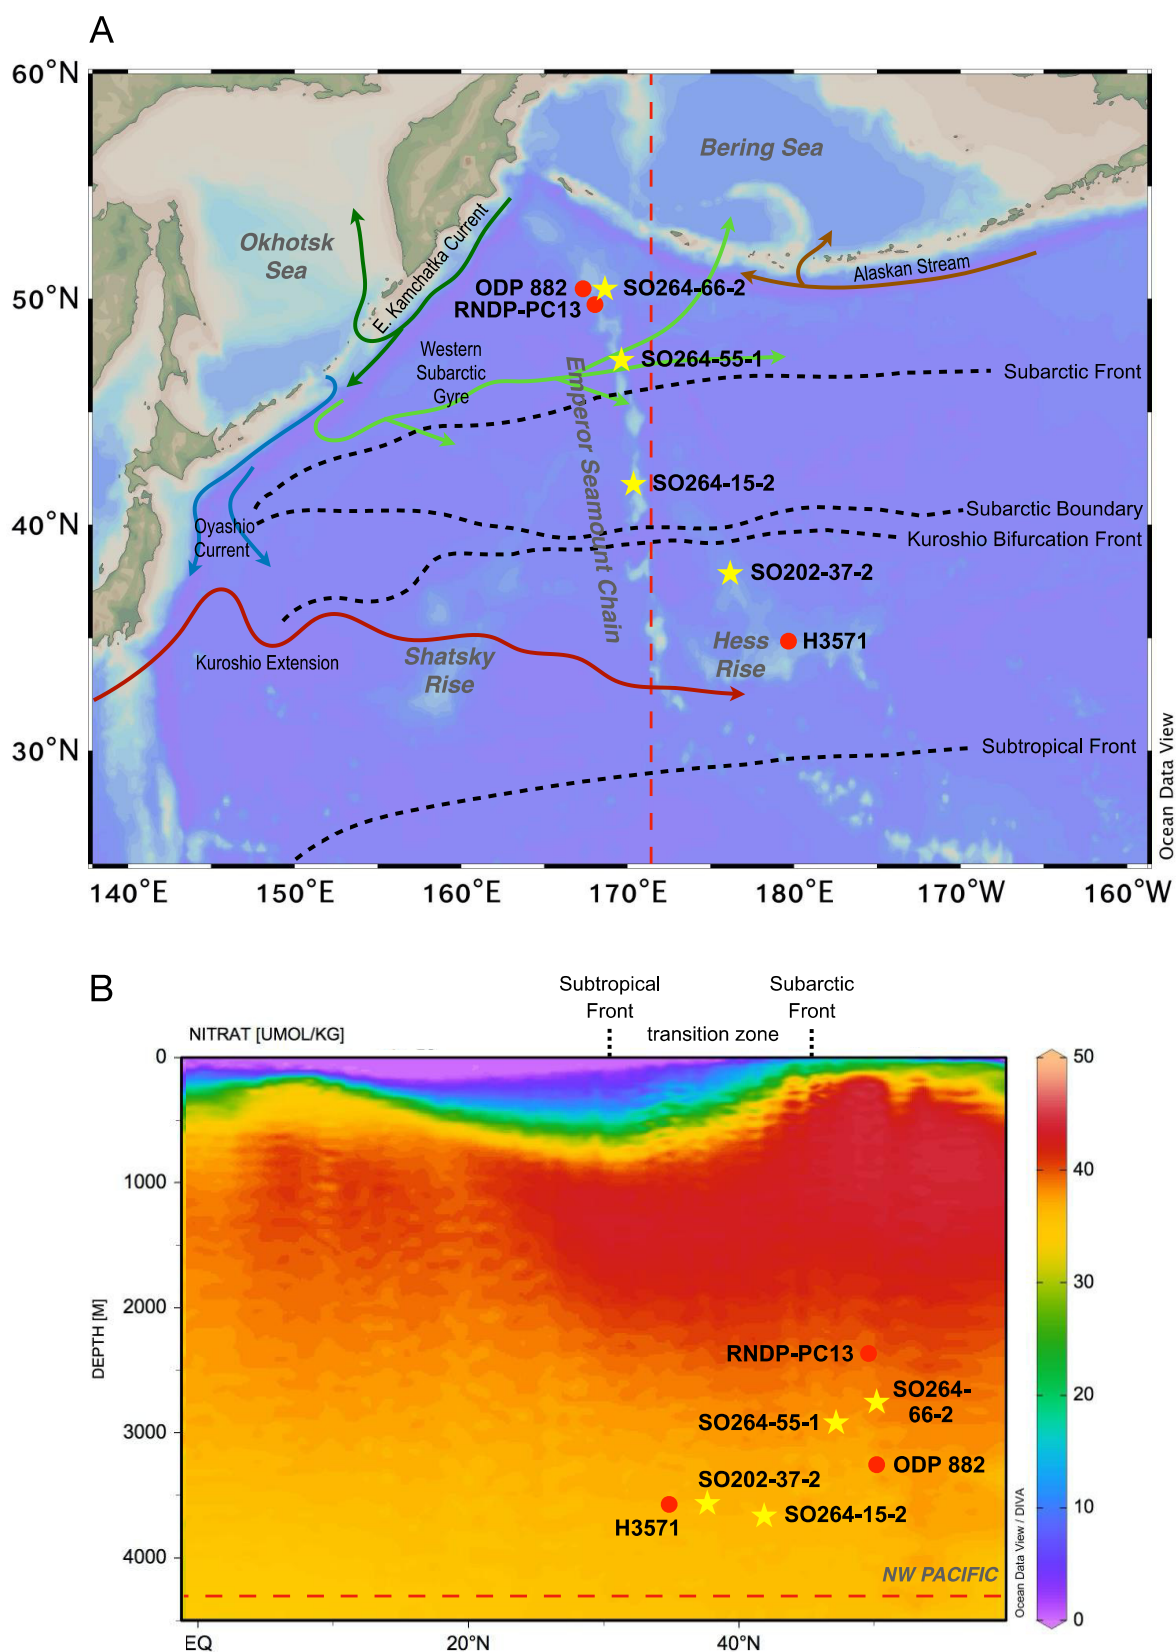 A
60°N
50°N
40°N
30°N
140°E
150°E
160°E
170°E
180°E
170°W
160°W
Bering Sea
Okhotsk
Sea
E. Kamchatka Current
Alaskan Stream
ODP 882
SO264-66-2
RNDP-PC13
Western
Subarctic
Gyre
SO264-55-1
Subarctic Front
Emperor Seamount Chain
SO264-15-2
Subarctic Boundary
Oyashio
Current
Kuroshio Bifurcation Front
SO202-37-2
Hess
Rise
H3571
Kuroshio Extension
Shatsky
Rise
Subtropical Front
Ocean Data View
B
Subtropical
Front
transition zone
Subarctic
Front
NITRAT [UMOL/KG]
DEPTH [M]
0
1000
2000
3000
4000
EQ
20°N
40°N
RNDP-PC13
SO264-
66-2
SO264-55-1
ODP 882
SO202-37-2
H3571
SO264-15-2
NW PACIFIC
Ocean Data View / DIVA
50
40
30
20
10
0